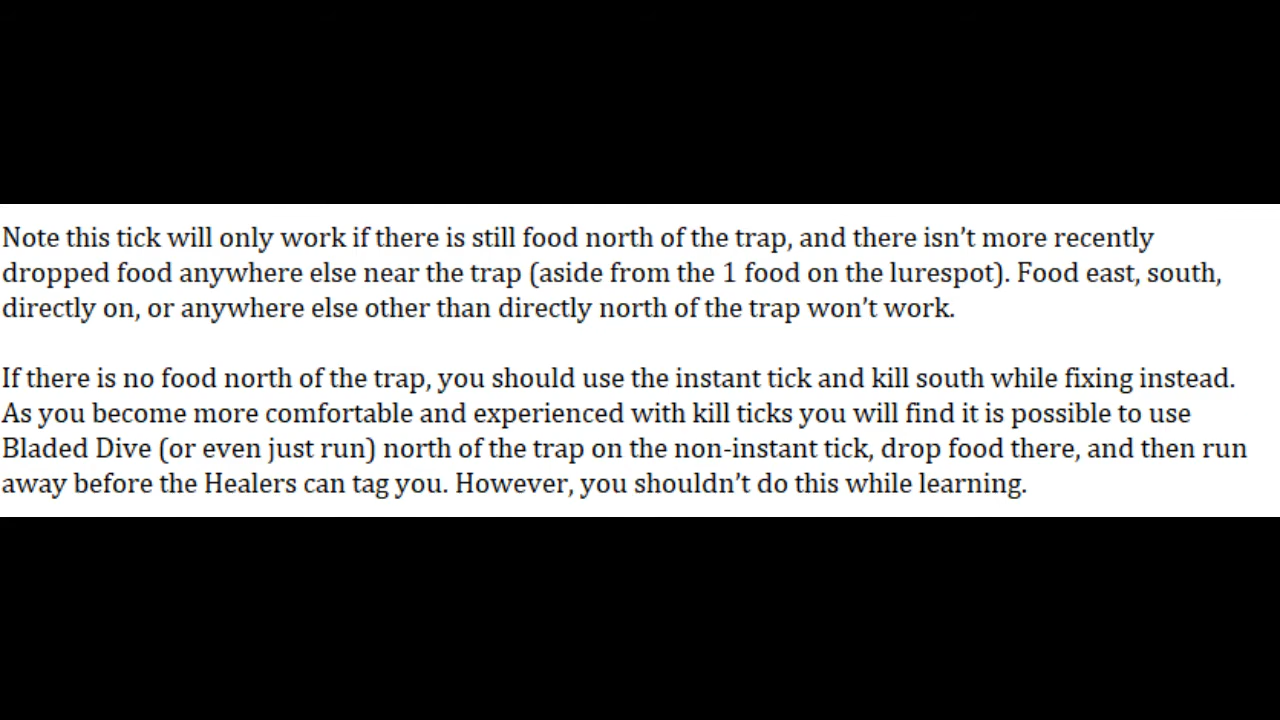 Note this tick will only work if there is still food north of the trap, and there isn’t more recently
dropped food anywhere else near the trap (aside from the 1 food on the lurespot). Food east, south,
directly on, or anywhere else other than directly north of the trap won’t work.
If there is no food north of the trap, you should use the instant tick and kill south while fixing instead.
As you become more comfortable and experienced with kill ticks you will find it is possible to use
Bladed Dive (or even just run) north of the trap on the non-instant tick, drop food there, and then run
away before the Healers can tag you. However, you shouldn’t do this while learning.